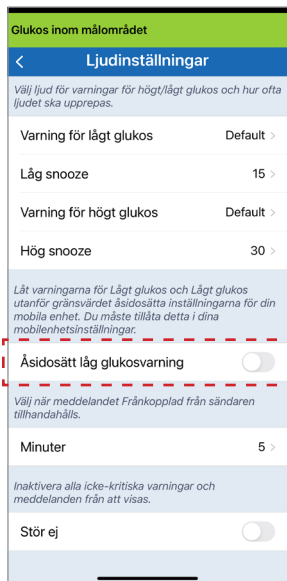 Glukos inom målområdet
Ljudinställningar
Välj ljud för varningar för högt/lågt glukos och hur ofta
ljudet ska upprepas.
Varning för lågt glukos Default
Låg snooze 15
Varning för högt glukos Default
Hög snooze 30
Låt varningarna för Lågt glukos och Lågt glukos
utanför gränsvärdet åsidosätta inställningarna för din
mobila enhet. Du måste tillåta detta i dina
mobilenhetsinställningar.
Åsidosätt låg glukosvarning
Välj när meddelandet Frånkopplad från sändaren
tillhandahålls.
Minuter 5
Inaktivera alla icke-kritiska varningar och
meddelanden från att visas.
Stör ej